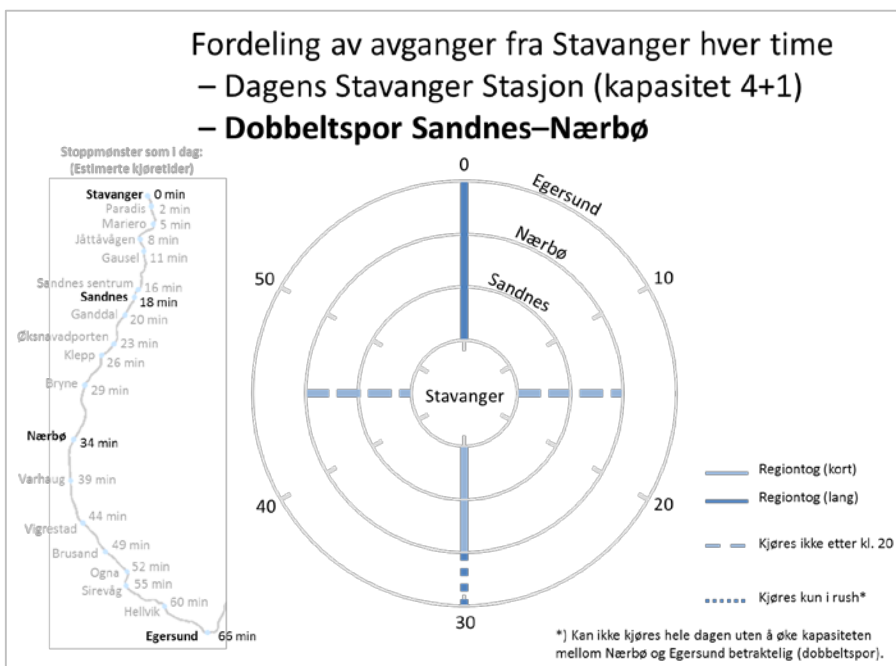 Fordeling av avganger fra Stavanger hver time
– Dagens Stavanger Stasjon (kapasitet 4+1)
– Dobbeltspor Sandnes–Nærbø
Stoppmønster som i dag:
(Estimerte kjøretider)
Stavanger 0 min
Paradis 2 min
Mariero 5 min
Jåttåvågen 8 min
Gausel 11 min
Sandnes sentrum 16 min
Sandnes 18 min
Ganddal 20 min
Øksnavadporten 23 min
Klepp 26 min
Bryne 29 min
Nærbø 34 min
Varhaug 39 min
Vigrestad 44 min
Brusand 49 min
Ogna 52 min
Sirevåg 55 min
Hellvik 60 min
Egersund 66 min
0
Egersund
Nærbø
Sandnes
Stavanger
10
20
30
40
50
Regiontog (kort)
Regiontog (lang)
Kjøres ikke etter kl. 20
Kjøres kun i rush*
*) Kan ikke kjøres hele dagen uten å øke kapasiteten
mellom Nærbø og Egersund betraktelig (dobbeltspor).